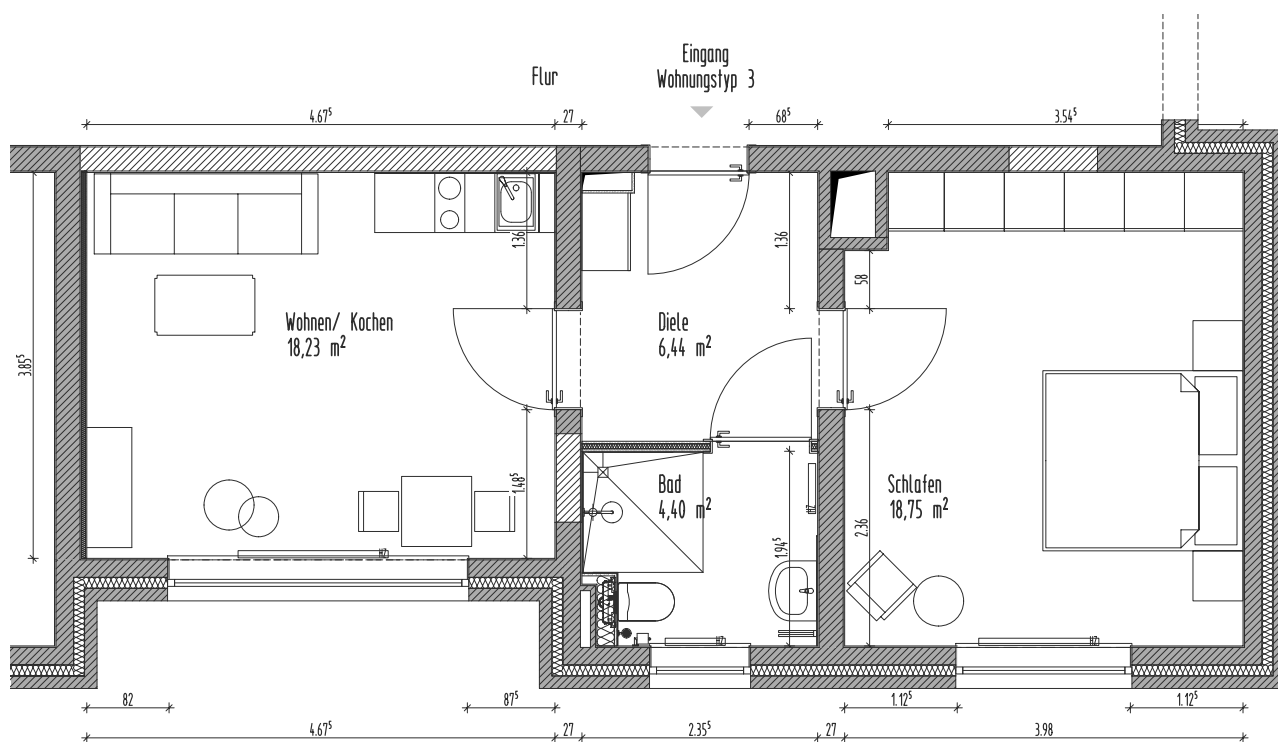 Flur
Eingang
Wohnungstyp 3
4.67⁵
27
68⁵
3.54⁵
3.85⁵
1.36
1.36
58
Wohnen/ Kochen
18,23 m²
Diele
6,44 m²
1.48⁵
Bad
4,40 m²
1.94⁵
2.36
Schlafen
18,75 m²
82
87⁵
1.12⁵
1.12⁵
4.67⁵
27
2.35⁵
27
3.98